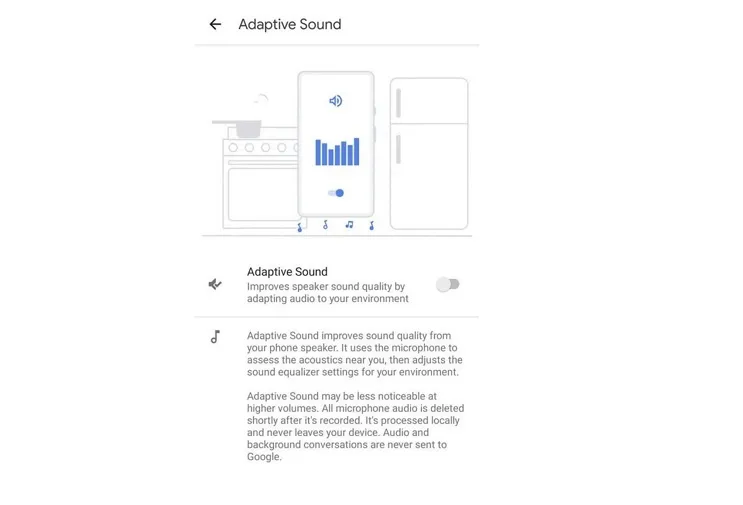 Adaptive Sound
Adaptive Sound
Improves speaker sound quality by
adapting audio to your environment
Adaptive Sound improves sound quality from
your phone speaker. It uses the microphone to
assess the acoustics near you, then adjusts the
sound equalizer settings for your environment.
Adaptive Sound may be less noticeable at
higher volumes. All microphone audio is deleted
shortly after it's recorded. It's processed locally
and never leaves your device. Audio and
background conversations are never sent to
Google.